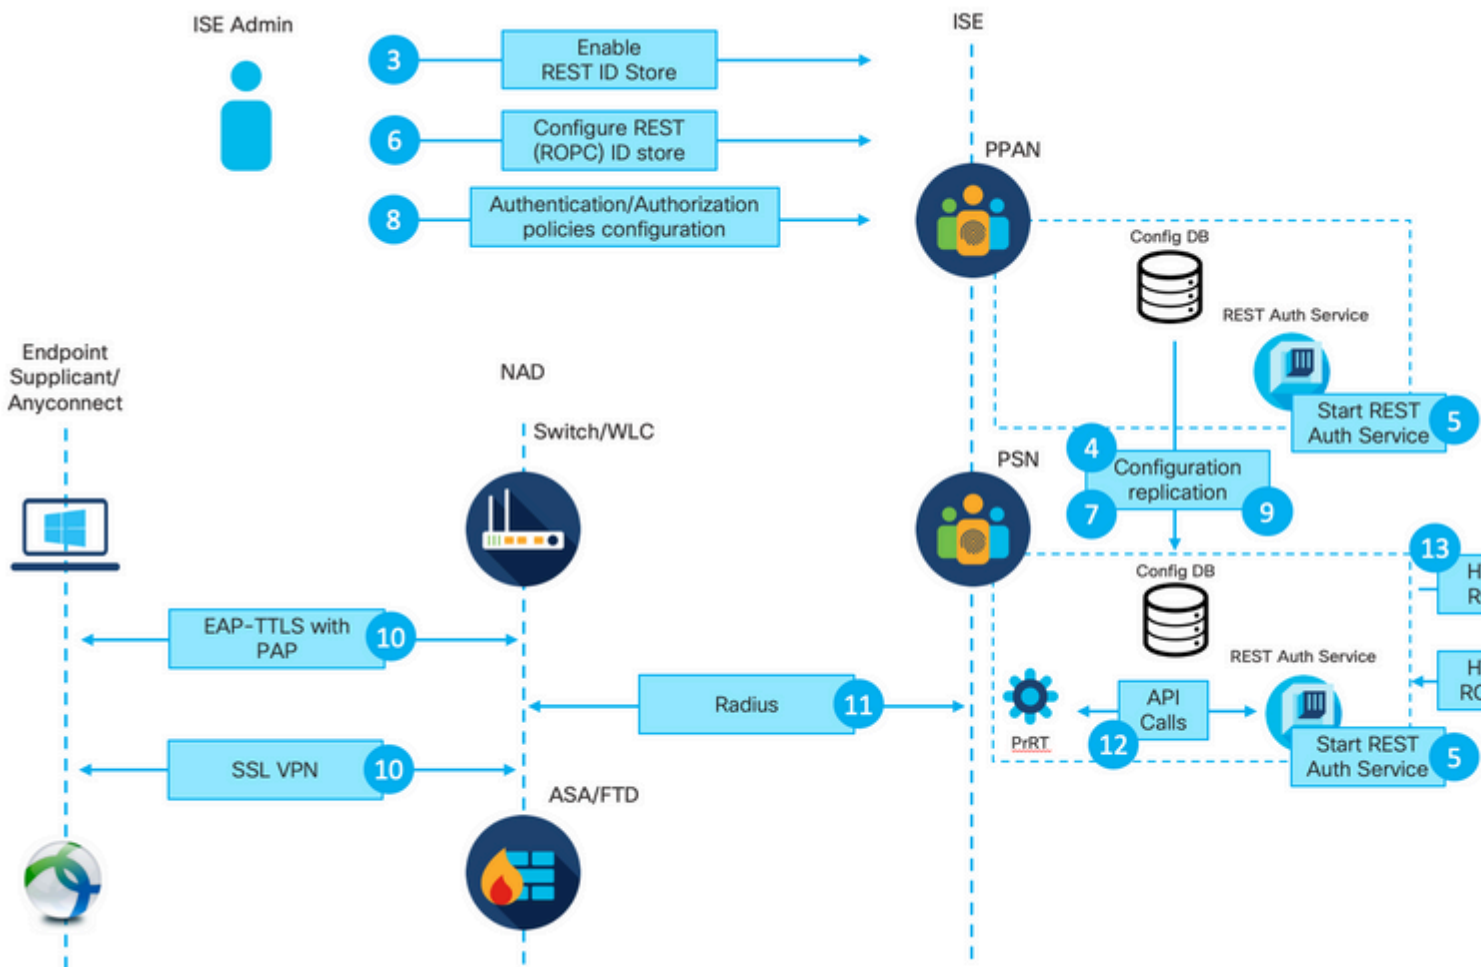 ISE Admin
ISE
3
Enable
REST ID Store
6
Configure REST
(ROPC) ID store
PPAN
8
Authentication/Authorization
policies configuration
Config DB
REST Auth Service
Start REST
Auth Service
5
Endpoint
Supplicant/
Anyconnect
NAD
Switch/WLC
PSN
4
Configuration
replication
7
9
13
H
R
Config DB
EAP-TTLS with
PAP
10
REST Auth Service
H
RO
Radius
11
API
Calls
12
PrRT
Start REST
Auth Service
5
SSL VPN
10
ASA/FTD